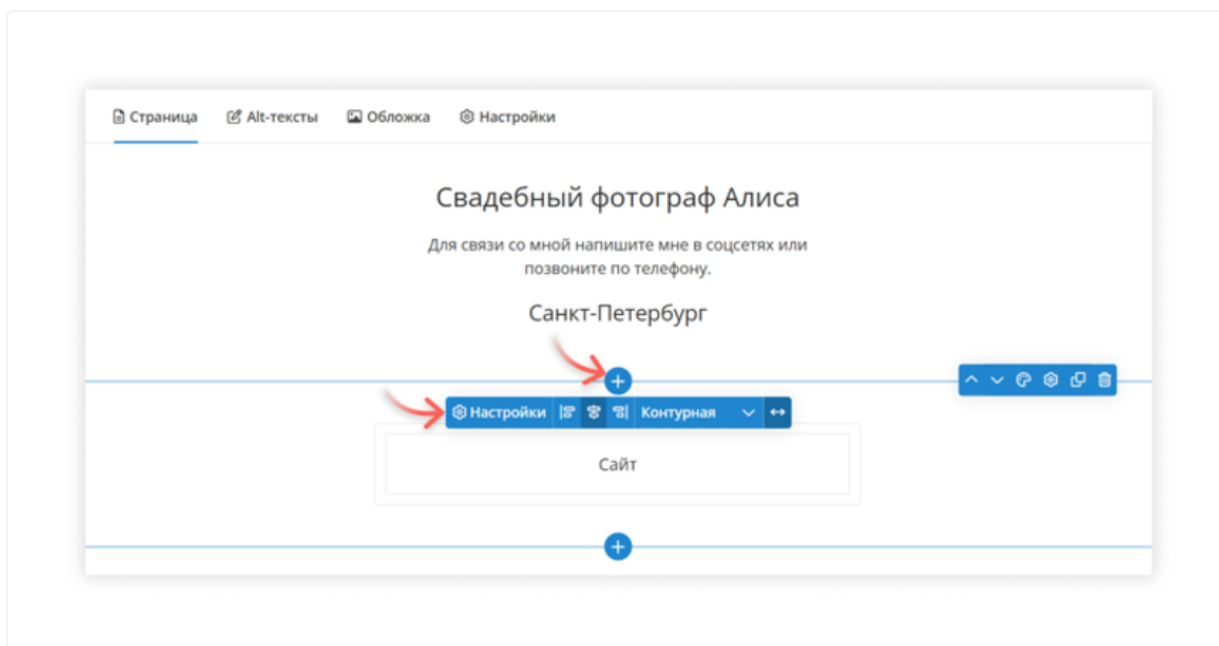 Страница Alt-тексты Обложка Настройки
Свадебный фотограф Алиса
Для связи со мной напишите мне в соцсетях или
позвоните по телефону.
Санкт-Петербург
Настройки Контурная
Сайт